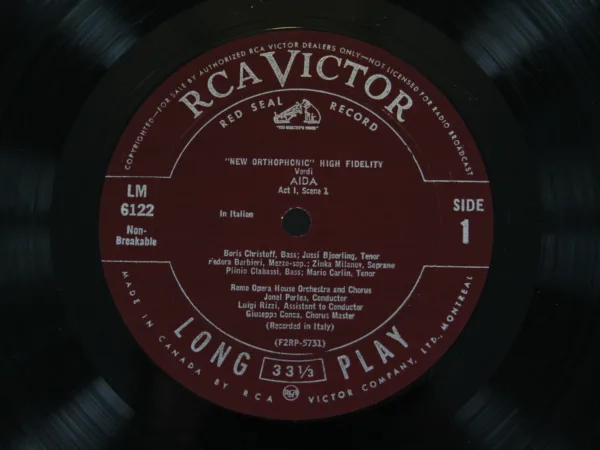 COPYRIGHTED—FOR SALE BY AUTHORIZED RCA VICTOR DEALERS ONLY—NOT LICENSED FOR RADIO BROADCAST
RCA VICTOR
RED SEAL RECORD
"HIS MASTER'S VOICE"
"NEW ORTHOPHONIC" HIGH FIDELITY
Verdi
AIDA
Act I, Scene 1
LM
6122
Non-
Breakable
In Italian
SIDE
1
Boris Christoff, Bass; Jussi Bjoerling, Tenor
Fedora Barbieri, Mezzo-sop.; Zinka Milanov, Soprano
Plinio Clabassi, Bass; Mario Carlin, Tenor
Rome Opera House Orchestra and Chorus
Jonel Perlea, Conductor
Luigi Rizzi, Assistant to Conductor
Giuseppe Conca, Chorus Master
(Recorded in Italy)
(F2RP-5731)
LONG 33 1/3 PLAY
MADE IN CANADA BY RCA VICTOR COMPANY, LTD., MONTREAL
RCA